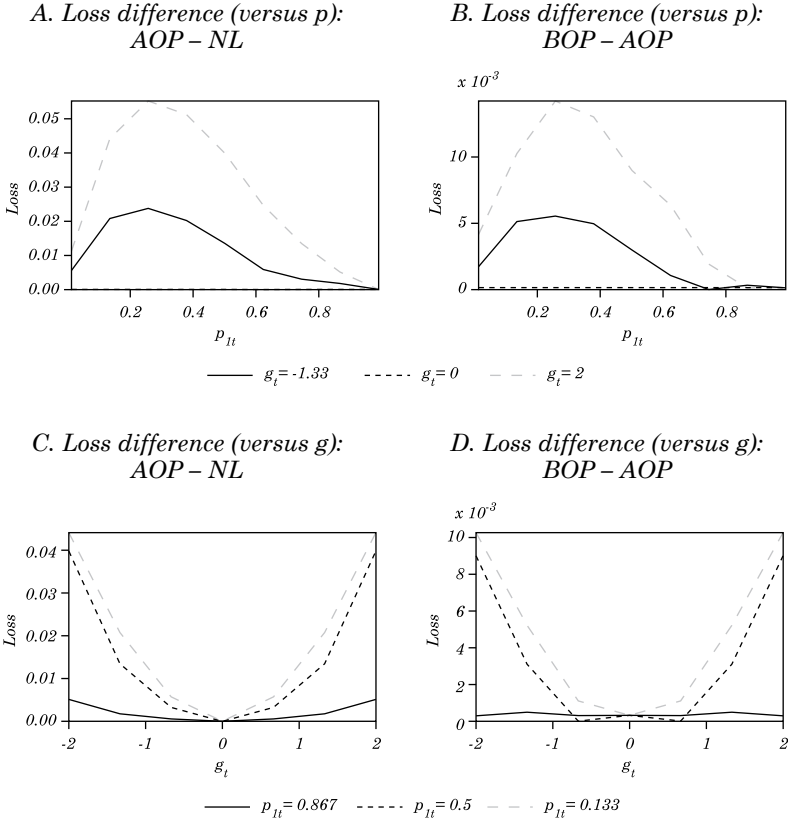 A. Loss difference (versus p):
AOP – NL
B. Loss difference (versus p):
BOP – AOP
x 10-3
0.05
0.04
0.03
0.02
0.01
0.00
Loss
0.2 0.4 0.6 0.8
p1t
10
5
0
Loss
0.2 0.4 0.6 0.8
p1t
gt= -1.33 gt= 0 gt= 2
C. Loss difference (versus g):
AOP – NL
D. Loss difference (versus g):
BOP – AOP
x 10-3
0.04
0.03
0.02
0.01
0.00
Loss
-2 -1 0 1 2
gt
10
8
6
4
2
0
Loss
-2 -1 0 1 2
gt
p1t= 0.867 p1t= 0.5 p1t= 0.133